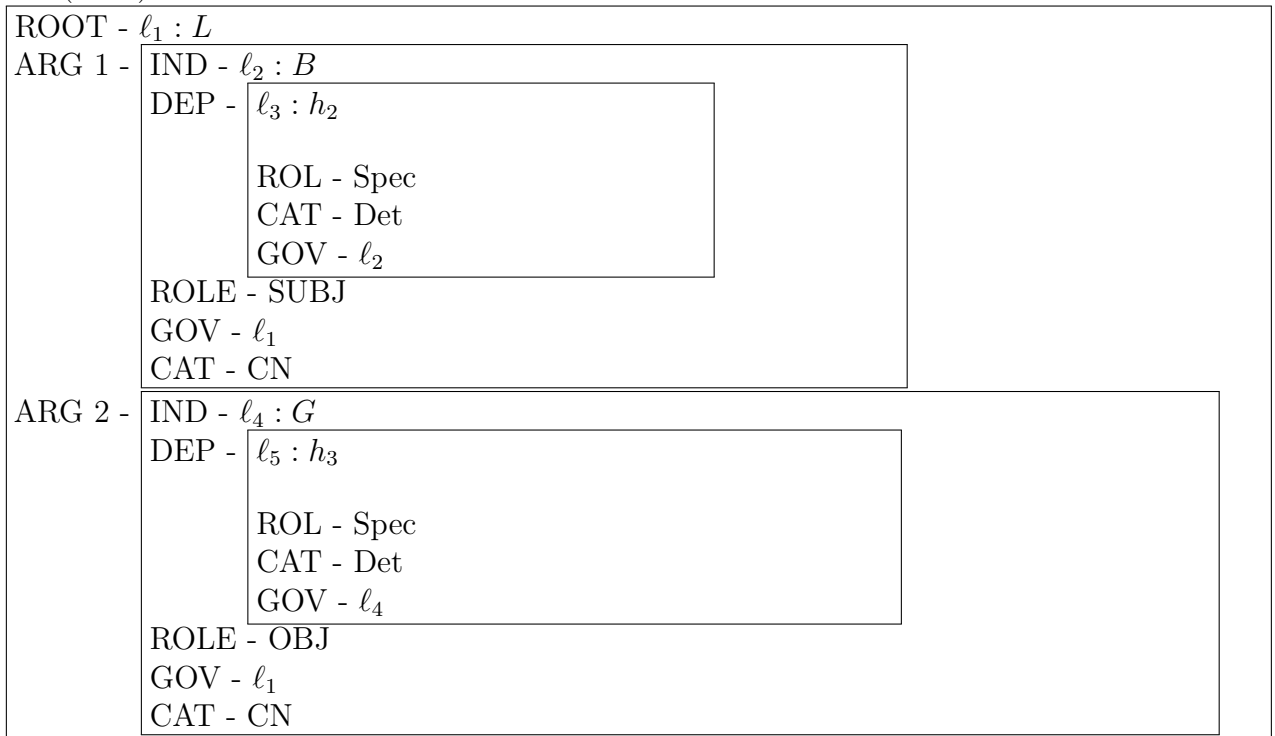 ROOT - ℓ₁ : L
ARG 1 - IND - ℓ₂ : B
DEP - ℓ₃ : h₂
ROL - Spec
CAT - Det
GOV - ℓ₂
ROLE - SUBJ
GOV - ℓ₁
CAT - CN
ARG 2 - IND - ℓ₄ : G
DEP - ℓ₅ : h₃
ROL - Spec
CAT - Det
GOV - ℓ₄
ROLE - OBJ
GOV - ℓ₁
CAT - CN